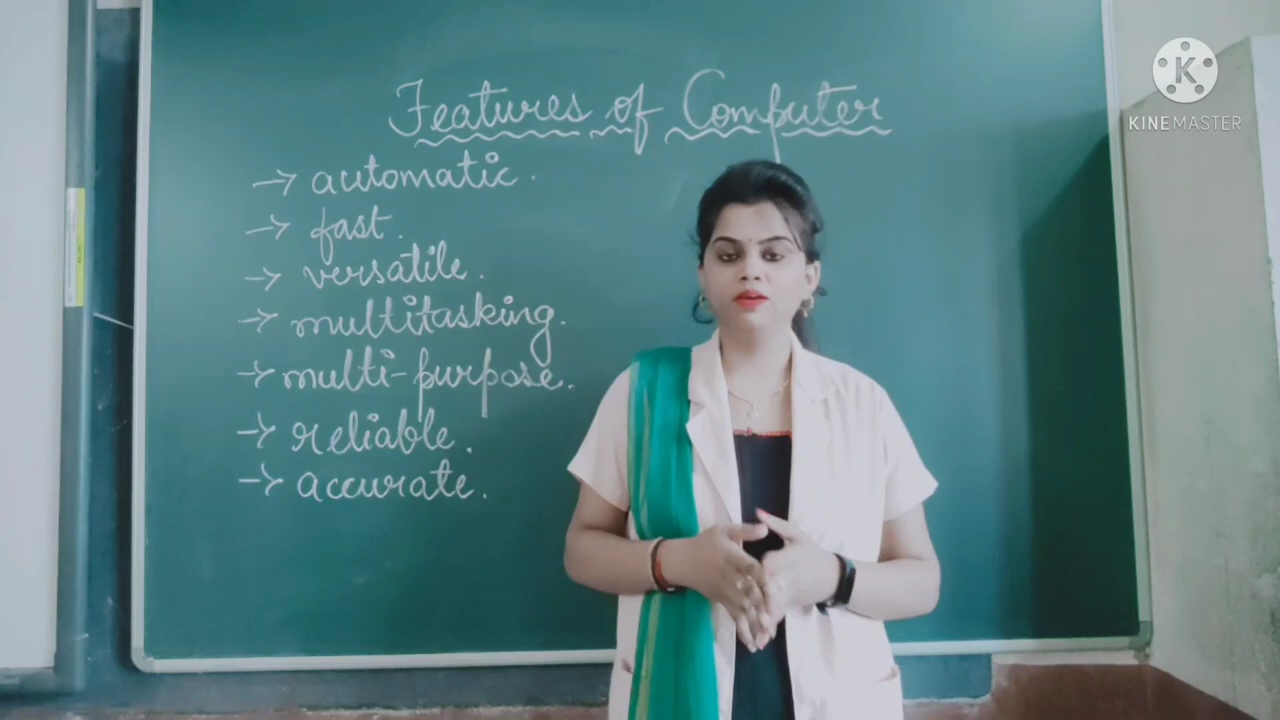 Features of Computer
→ automatic.
→ fast.
→ versatile.
→ multitasking.
→ multi-purpose.
→ reliable.
→ accurate.
K
KINEMASTER